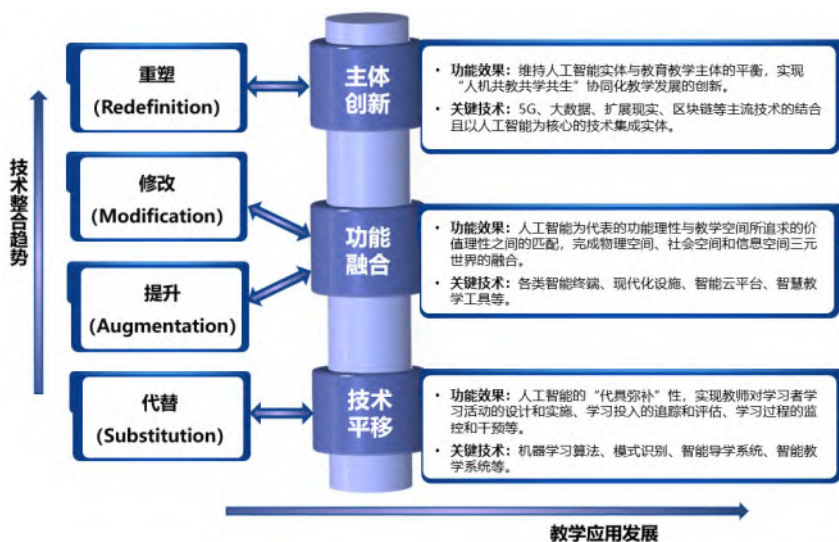 技术整合趋势
重塑
(Redefinition)
主体
创新
• 功能效果：维持人工智能实体与教育教学主体的平衡，实现
“人机共教共学共生”协同化教学发展的创新。
• 关键技术：5G、大数据、扩展现实、区块链等主流技术的结合
且以人工智能为核心的技术集成实体。
修改
(Modification)
提升
(Augmentation)
功能
融合
• 功能效果：人工智能为代表的功能理性与教学空间所追求的价
值理性之间的匹配，完成物理空间、社会空间和信息空间三元
世界的融合。
• 关键技术：各类智能终端、现代化设施、智能云平台、智慧教
学工具等。
代替
(Substitution)
技术
平移
• 功能效果：人工智能的“代具弥补”性，实现教师对学习者学
习活动的设计和实施、学习投入的追踪和评估、学习过程的监
控和干预等。
• 关键技术：机器学习算法、模式识别、智能导学系统、智能教
学系统等。
教学应用发展